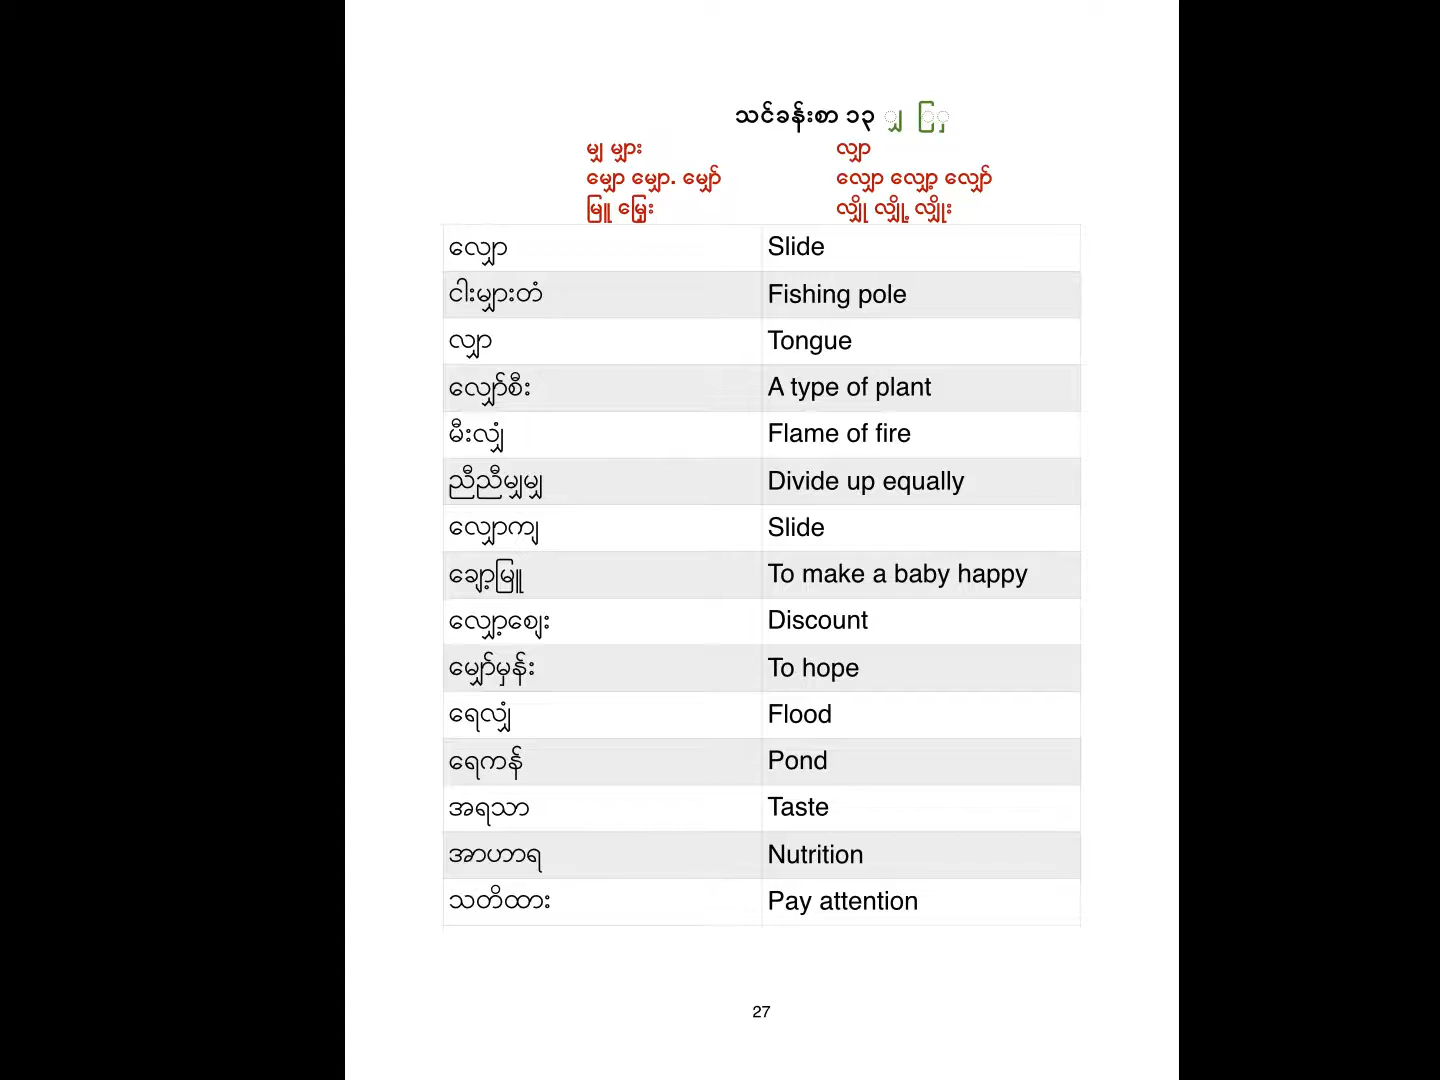 သင်ခန်းစာ ၁၃ ျှ ြှ
မျှ မျှား လျှာ
မျှော မျှော. မျှော် လျှော လျှော့ လျှော်
မြှူ မြှေး လျှို လျှို့ လျှိုး
လျှော Slide
ငါးမျှားတံ Fishing pole
လျှာ Tongue
လျှော်စီး A type of plant
မီးလျှံ Flame of fire
ညီညီမျှမျှ Divide up equally
လျှောကျ Slide
ချော့မြှူ To make a baby happy
လျှော့ဈေး Discount
မျှော်မှန်း To hope
ရေလျှံ Flood
ရေကန် Pond
အရသာ Taste
အာဟာရ Nutrition
သတိထား Pay attention
27